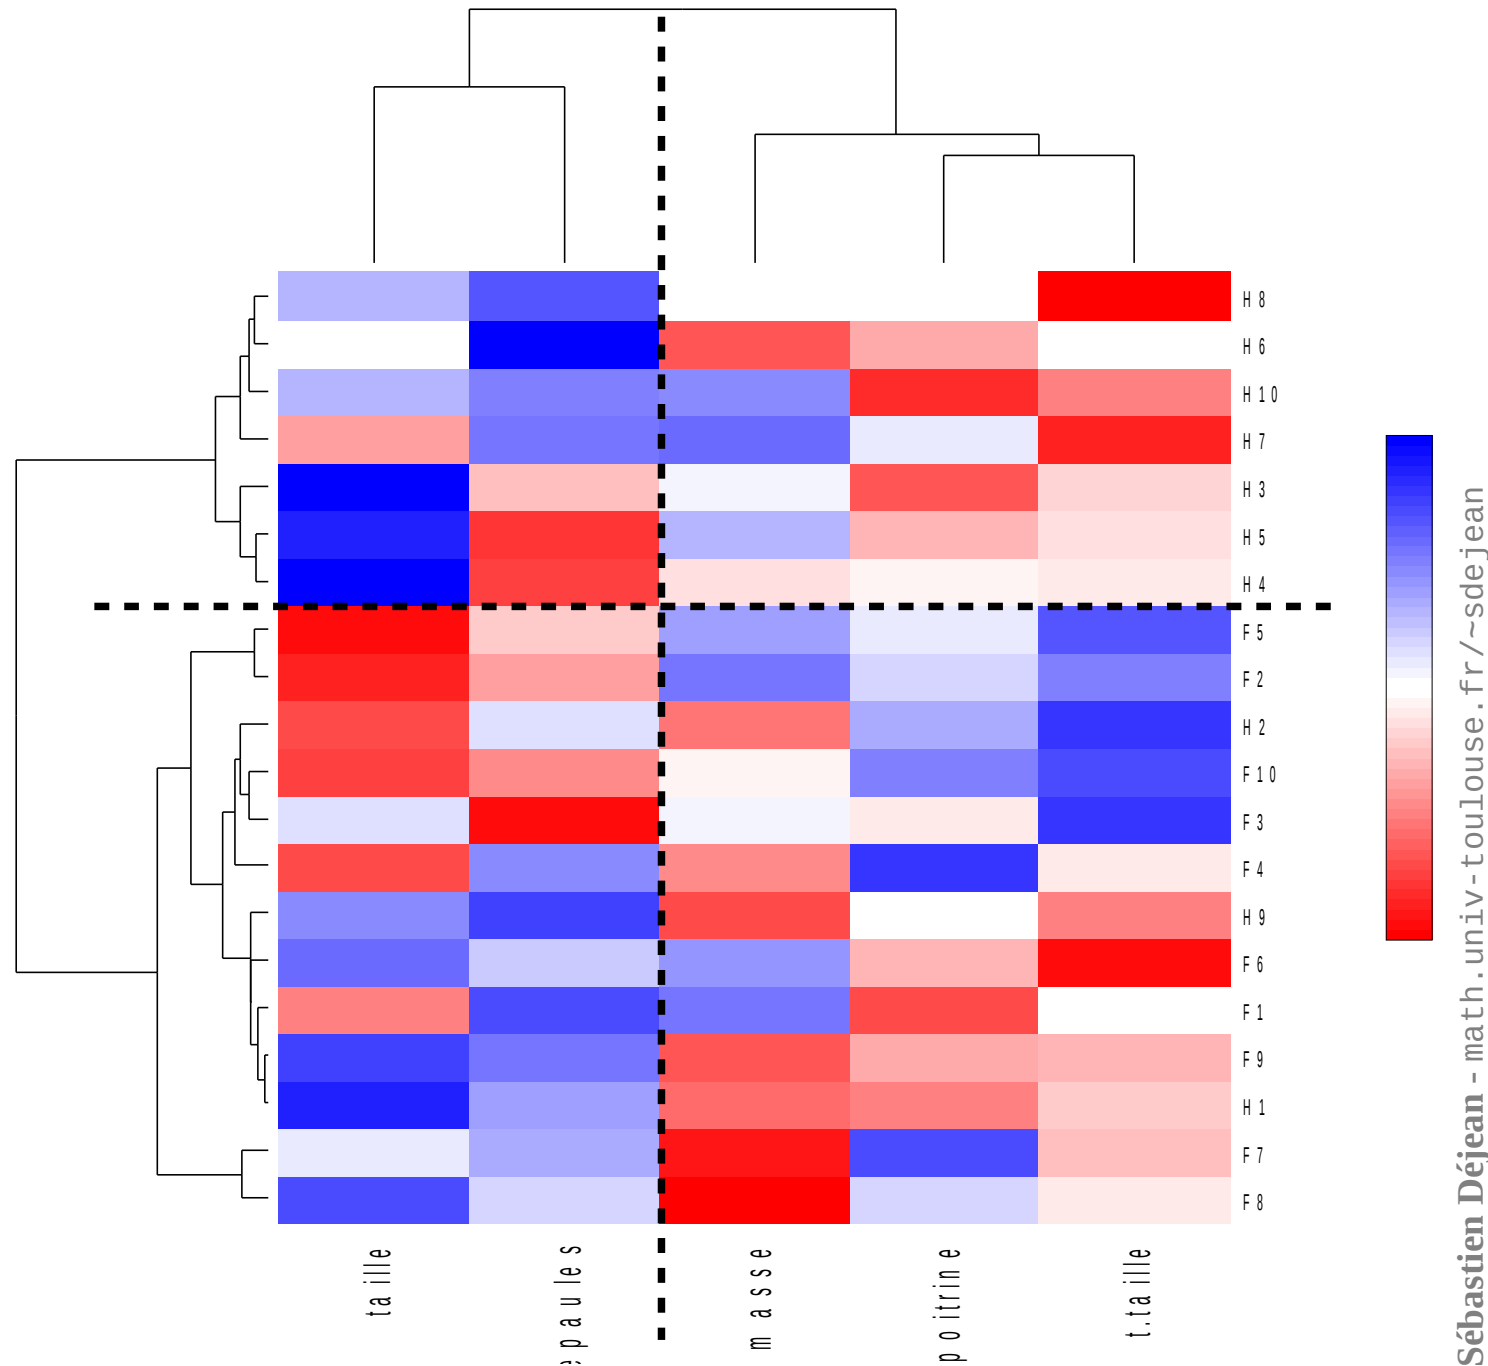 H 8
H 6
H 10
H 7
H 3
H 5
H 4
F 5
F 2
H 2
F 10
F 3
F 4
H 9
F 6
F 1
F 9
H 1
F 7
F 8
taille
epaules
masse
poitrine
t.taille
Sébastien Déjean - math.univ-toulouse.fr/~sdejean